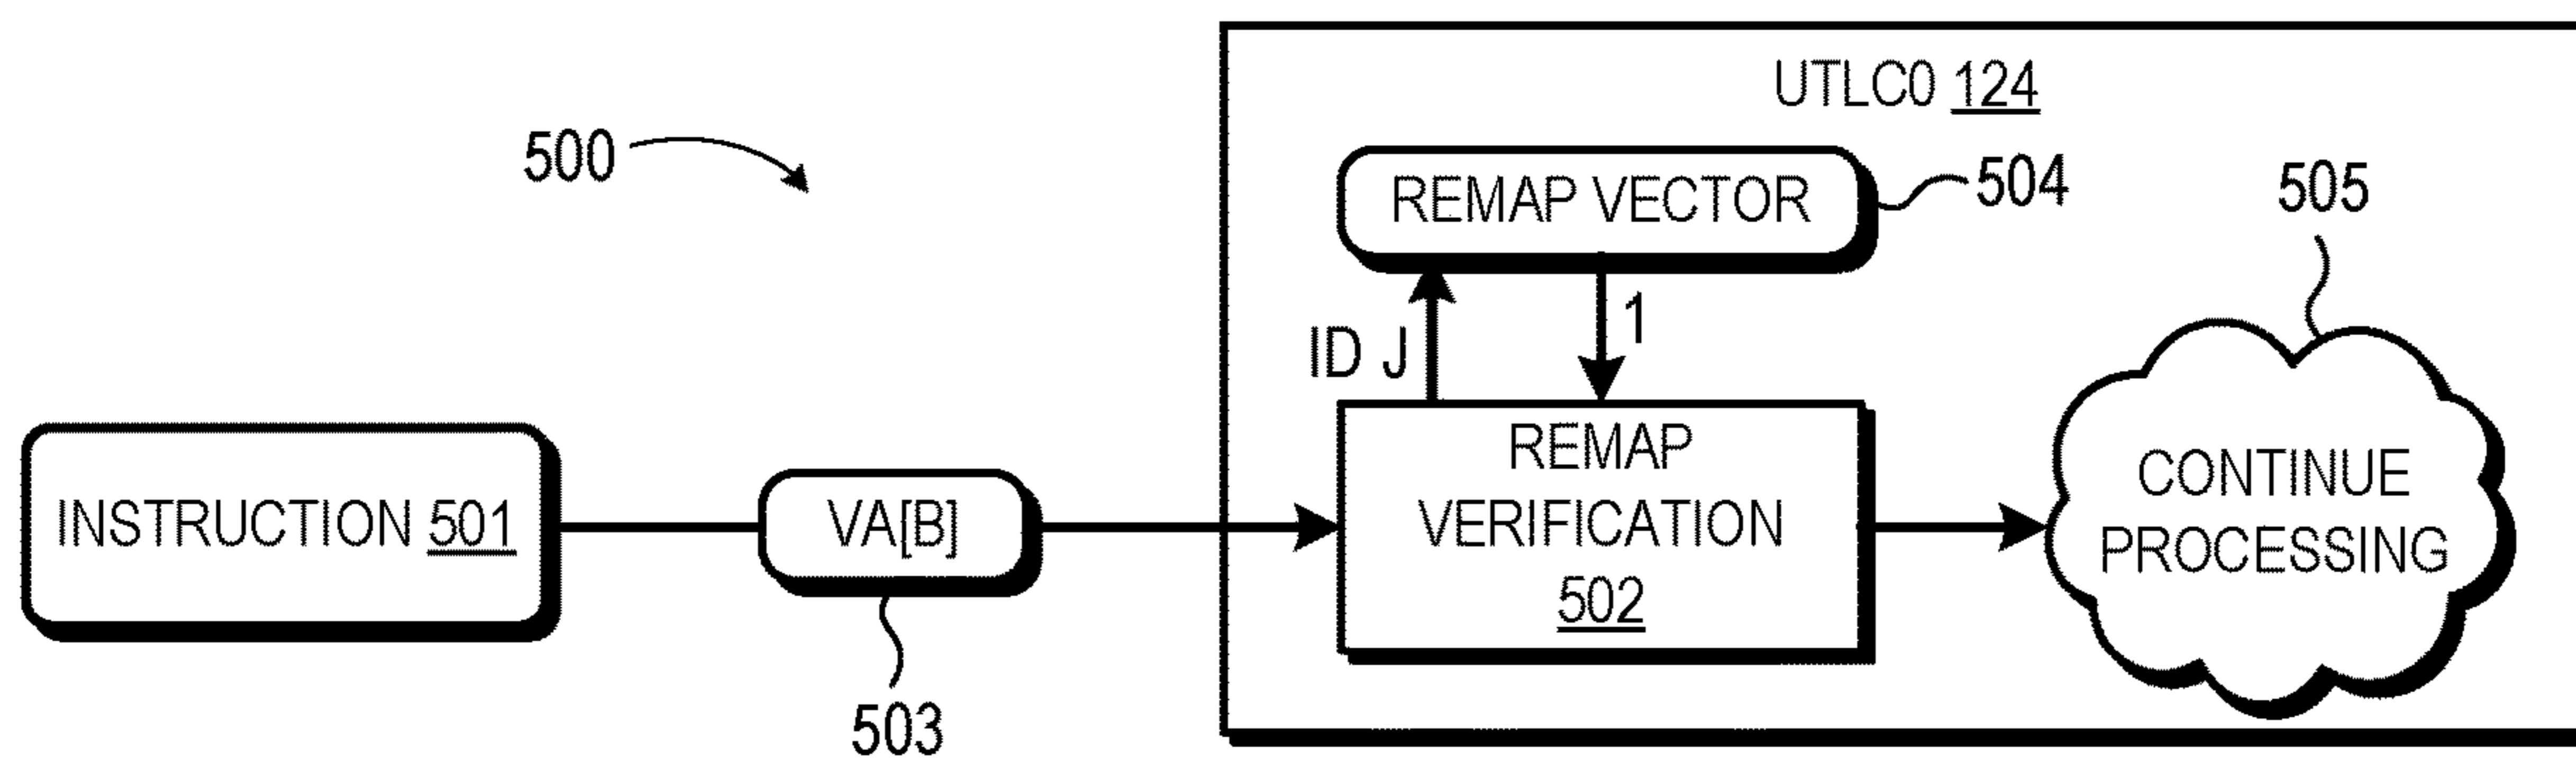 UTLC0 124
500
REMAP VECTOR
504
505
ID J
1
INSTRUCTION 501
VA[B]
REMAP
VERIFICATION
502
CONTINUE
PROCESSING
503